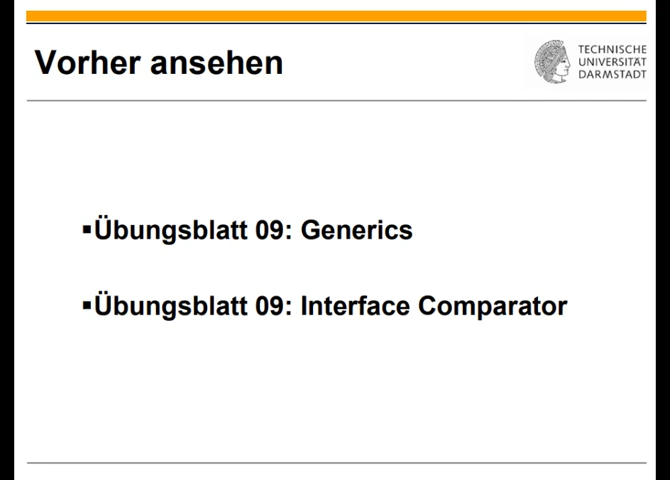 Vorher ansehen
TECHNISCHE
UNIVERSITÄT
DARMSTADT
▪Übungsblatt 09: Generics
▪Übungsblatt 09: Interface Comparator